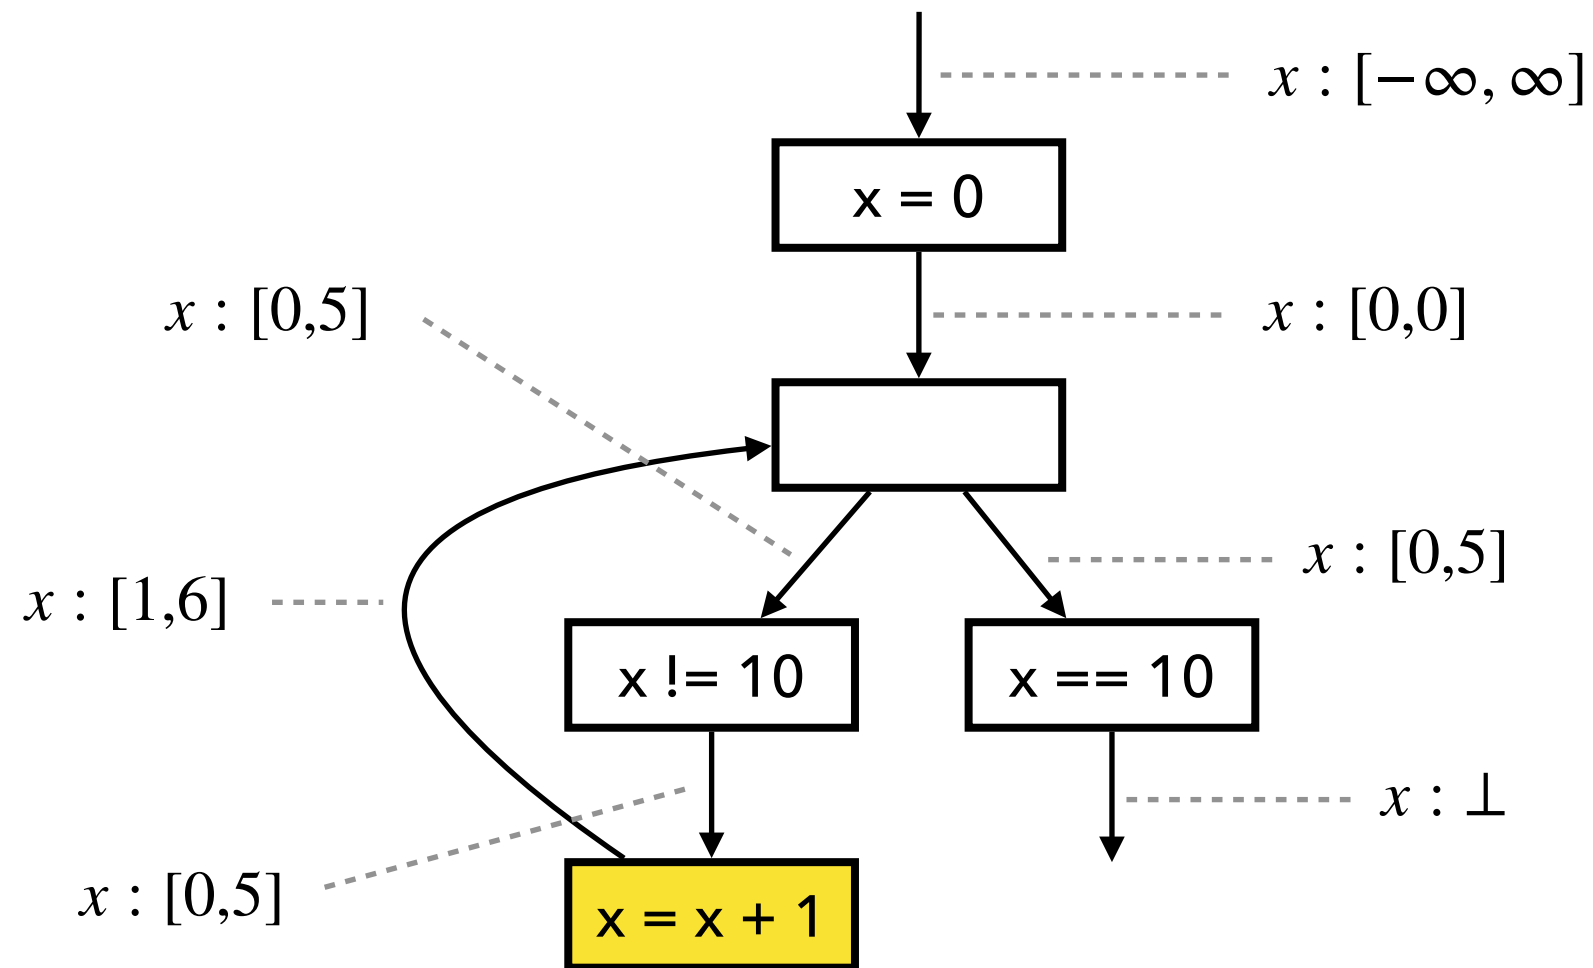 x : [−∞, ∞]
x = 0
x : [0,5]
x : [0,0]
x : [0,5]
x : [1,6]
x != 10
x == 10
x : ⊥
x : [0,5]
x = x + 1